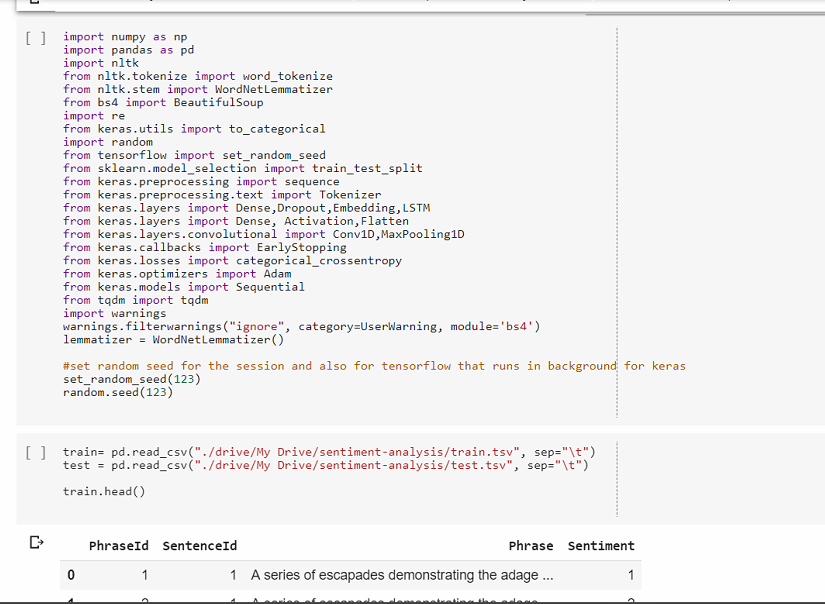 [ ] import numpy as np
import pandas as pd
import nltk
from nltk.tokenize import word_tokenize
from nltk.stem import WordNetLemmatizer
from bs4 import BeautifulSoup
import re
from keras.utils import to_categorical
import random
from tensorflow import set_random_seed
from sklearn.model_selection import train_test_split
from keras.preprocessing import sequence
from keras.preprocessing.text import Tokenizer
from keras.layers import Dense,Dropout,Embedding,LSTM
from keras.layers import Dense, Activation,Flatten
from keras.layers.convolutional import Conv1D,MaxPooling1D
from keras.callbacks import EarlyStopping
from keras.losses import categorical_crossentropy
from keras.optimizers import Adam
from keras.models import Sequential
from tqdm import tqdm
import warnings
warnings.filterwarnings("ignore", category=UserWarning, module='bs4')
lemmatizer = WordNetLemmatizer()
#set random seed for the session and also for tensorflow that runs in background for keras
set_random_seed(123)
random.seed(123)
[ ] train= pd.read_csv("./drive/My Drive/sentiment-analysis/train.tsv", sep="\t")
test = pd.read_csv("./drive/My Drive/sentiment-analysis/test.tsv", sep="\t")
train.head()
PhraseId SentenceId Phrase Sentiment
0 1 1 A series of escapades demonstrating the adage ... 1